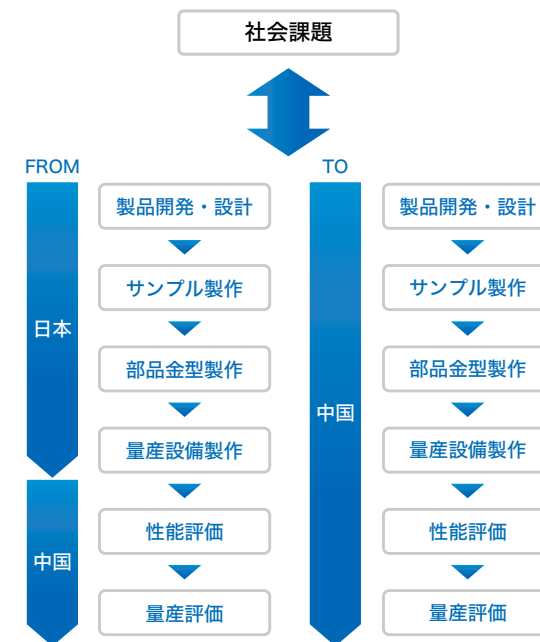 社会課題
FROM
日本
中国
製品開発・設計
サンプル製作
部品金型製作
量産設備製作
性能評価
量産評価
TO
中国
製品開発・設計
サンプル製作
部品金型製作
量産設備製作
性能評価
量産評価